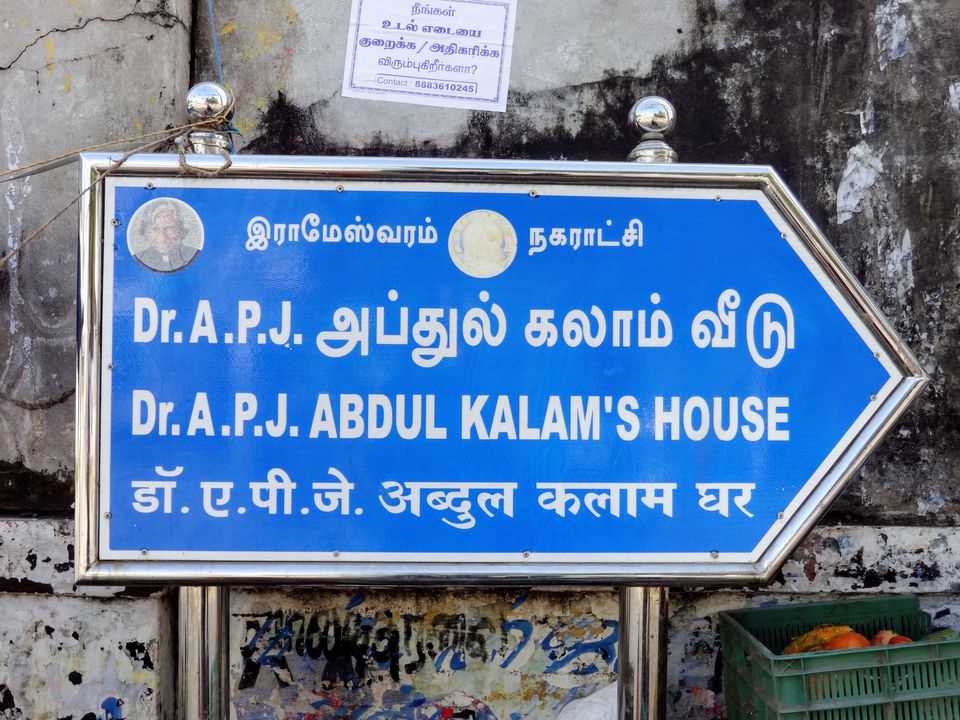 நீங்கள்
உடல் எடையை
குறைக்க / அதிகரிக்க
விரும்புகிறீர்களா?
Contact : 8883610245
இராமேஸ்வரம் நகராட்சி
Dr. A .P.J. அப்துல் கலாம் வீடு
Dr. A .P.J. ABDUL KALAM'S HOUSE
डॉ. ए .पी .जे. अब्दुल कलाम घर